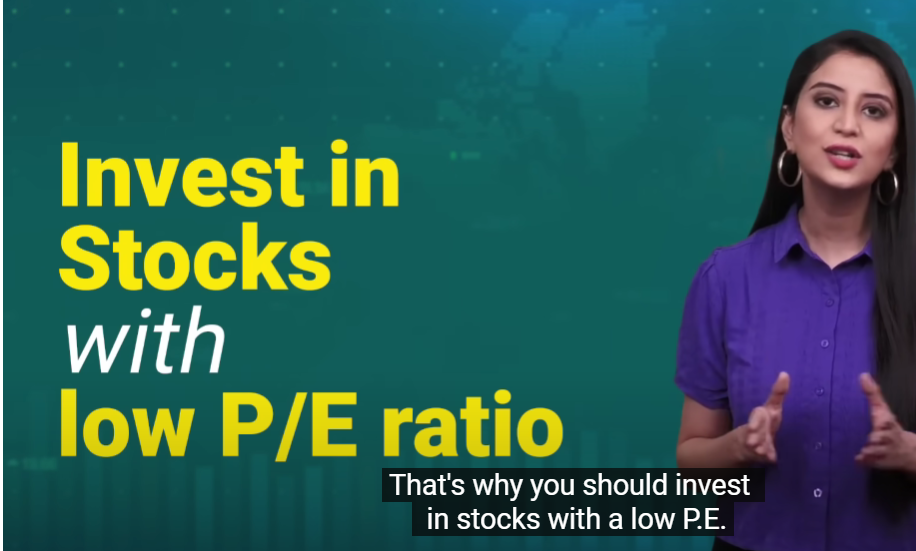 Invest in
Stocks
with
low P/E ratio
That's why you should invest
in stocks with a low P.E.